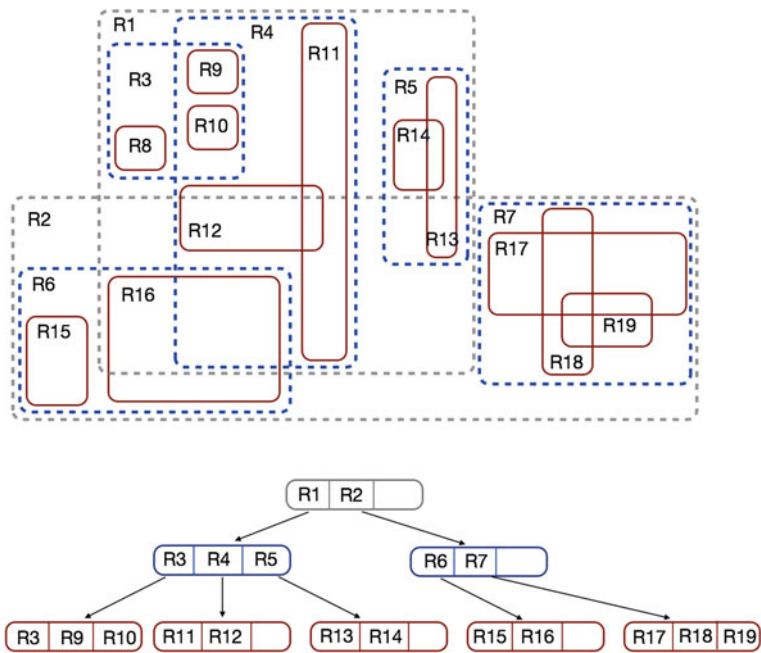 R1
R4
R11
R3
R9
R5
R10
R14
R8
R2
R12
R13
R7
R17
R6
R16
R15
R19
R18
R1 R2
R3 R4 R5
R6 R7
R3 R9 R10
R11 R12
R13 R14
R15 R16
R17 R18 R19